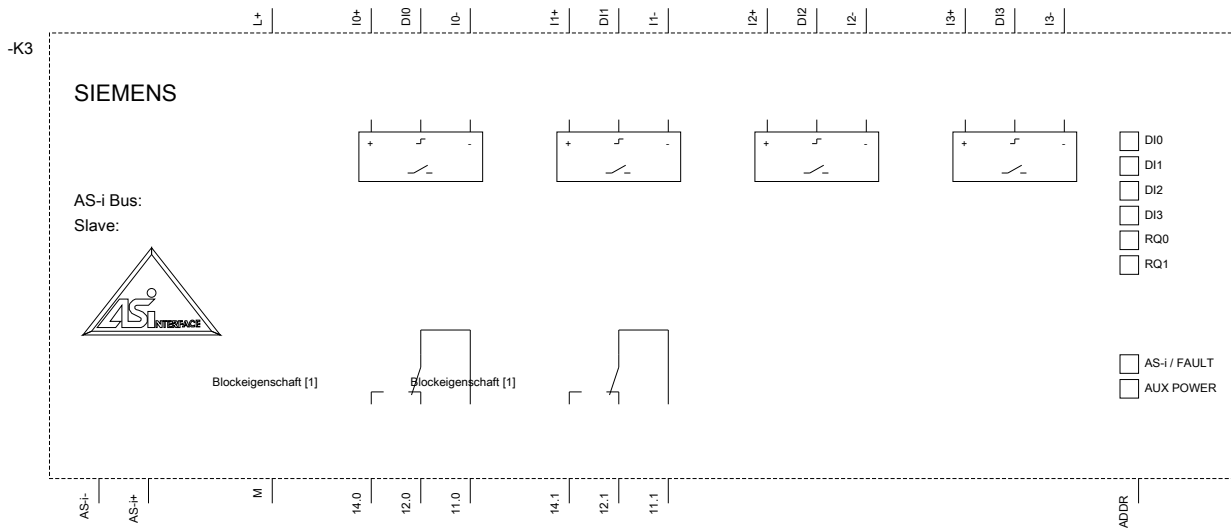 L+ I0+ DI0 I0- I1+ DI1 I1- I2+ DI2 I2- I3+ DI3 I3-
-K3
SIEMENS
+ - + - + - + -
DI0
DI1
DI2
DI3
RQ0
RQ1
AS-i Bus:
Slave:
ASi INTERFACE
Blockeigenschaft [1] Blockeigenschaft [1]
AS-i / FAULT
AUX POWER
AS-i- AS-i+ M 14.0 12.0 11.0 14.1 12.1 11.1 ADDR